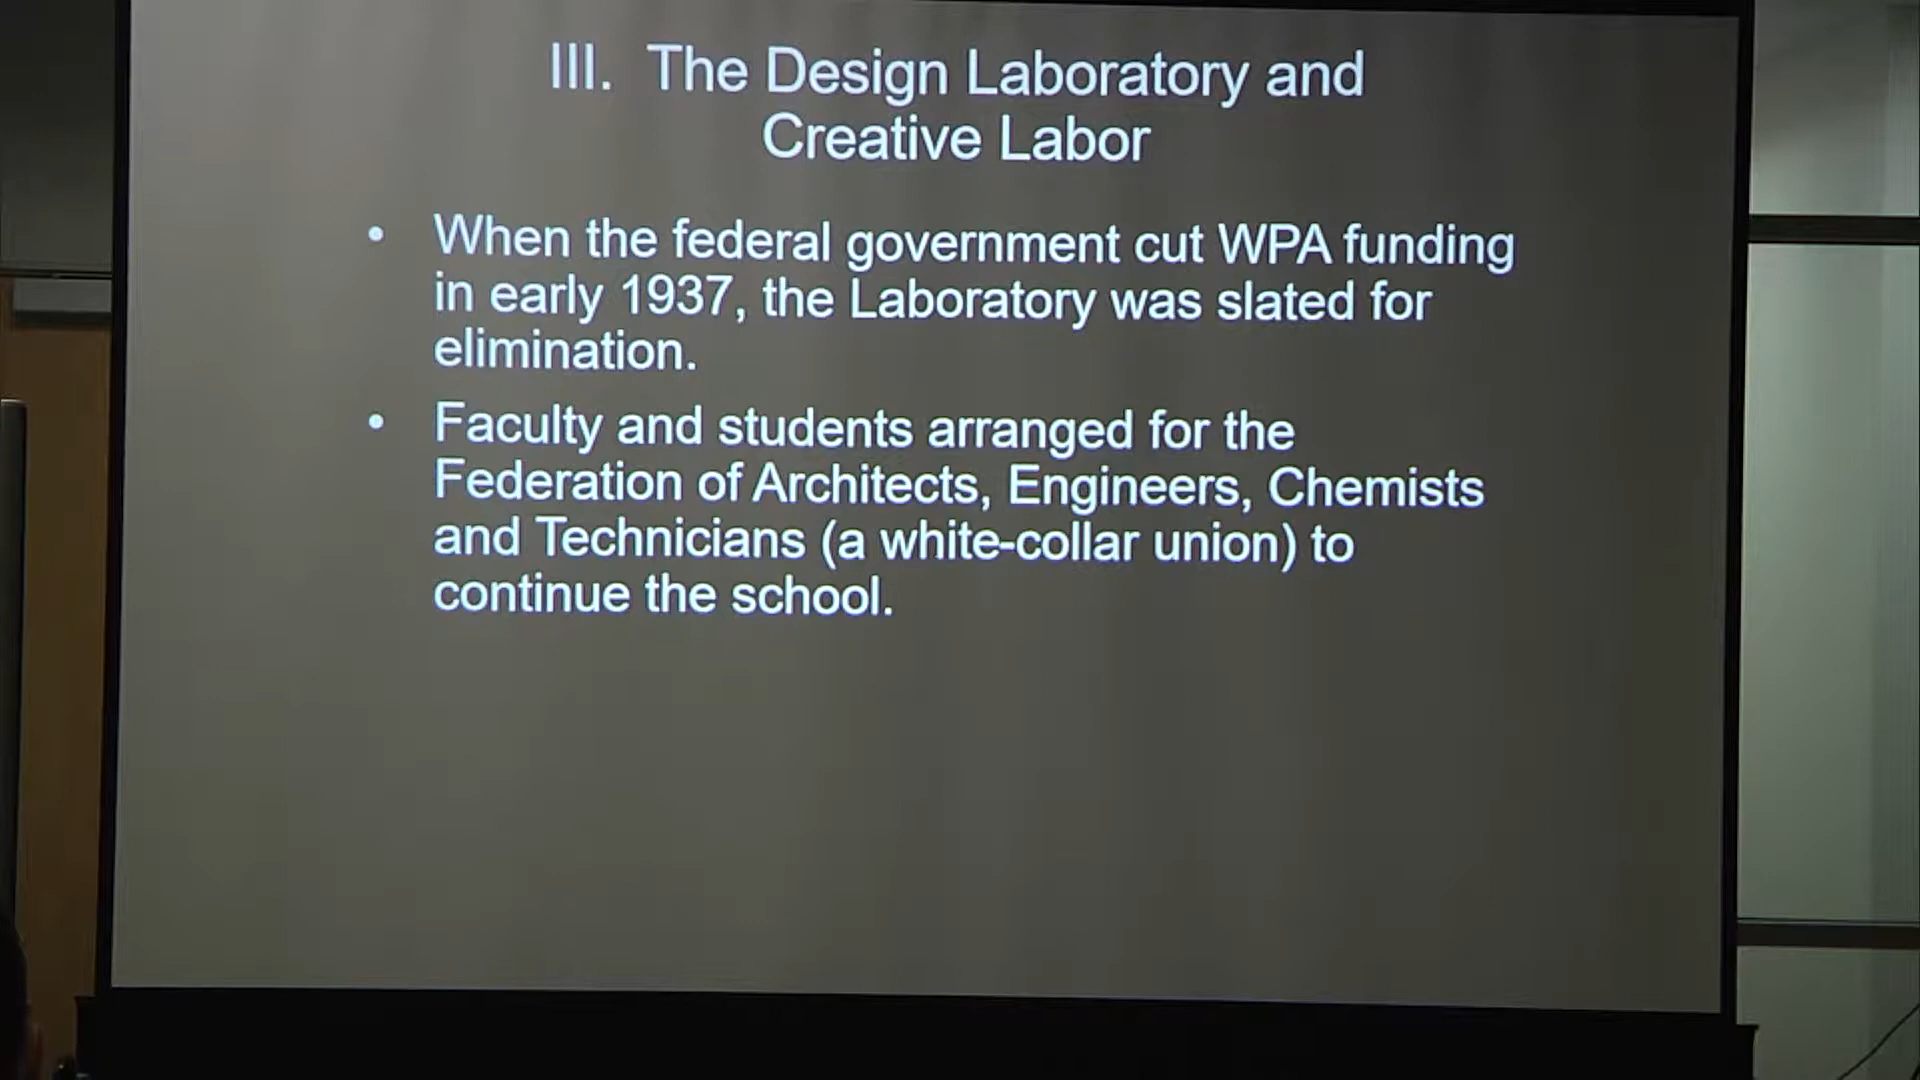 III. The Design Laboratory and
Creative Labor
• When the federal government cut WPA funding
in early 1937, the Laboratory was slated for
elimination.
• Faculty and students arranged for the
Federation of Architects, Engineers, Chemists
and Technicians (a white-collar union) to
continue the school.